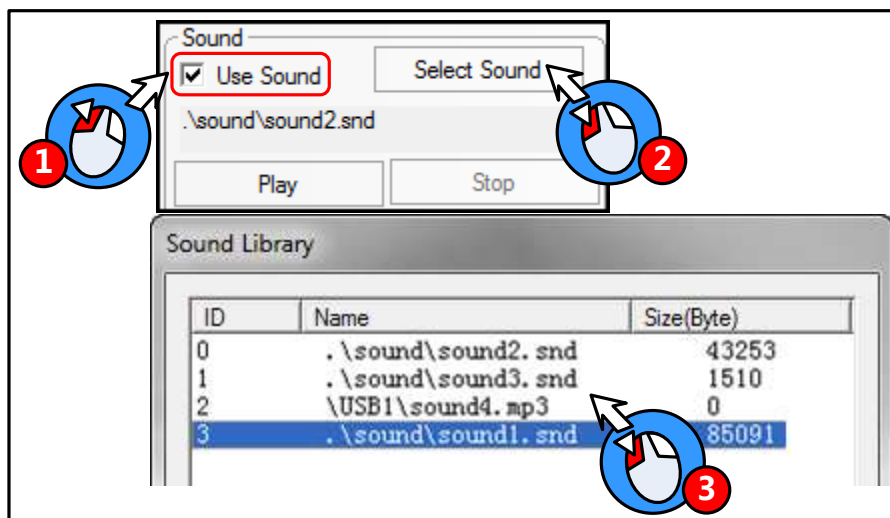 Sound
Use Sound
Select Sound
1
.\sound\sound2.snd
2
Play
Stop
Sound Library
ID Name Size(Byte)
0 .\sound\sound2.snd 43253
1 .\sound\sound3.snd 1510
2 \USB1\sound4.mp3 0
3 .\sound\sound1.snd 85091
3